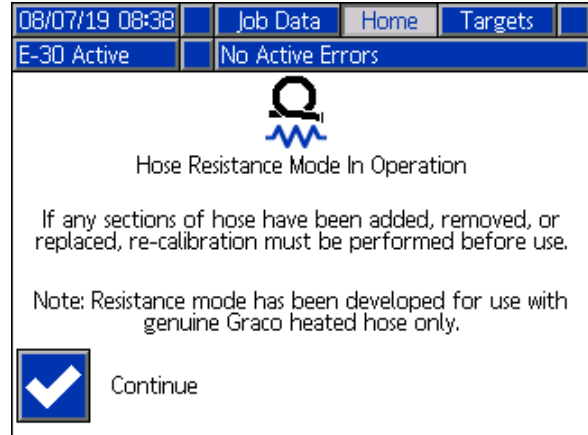 08/07/19 08:38 Job Data Home Targets
E-30 Active No Active Errors
Hose Resistance Mode In Operation
If any sections of hose have been added, removed, or
replaced, re-calibration must be performed before use.
Note: Resistance mode has been developed for use with
genuine Graco heated hose only.
Continue